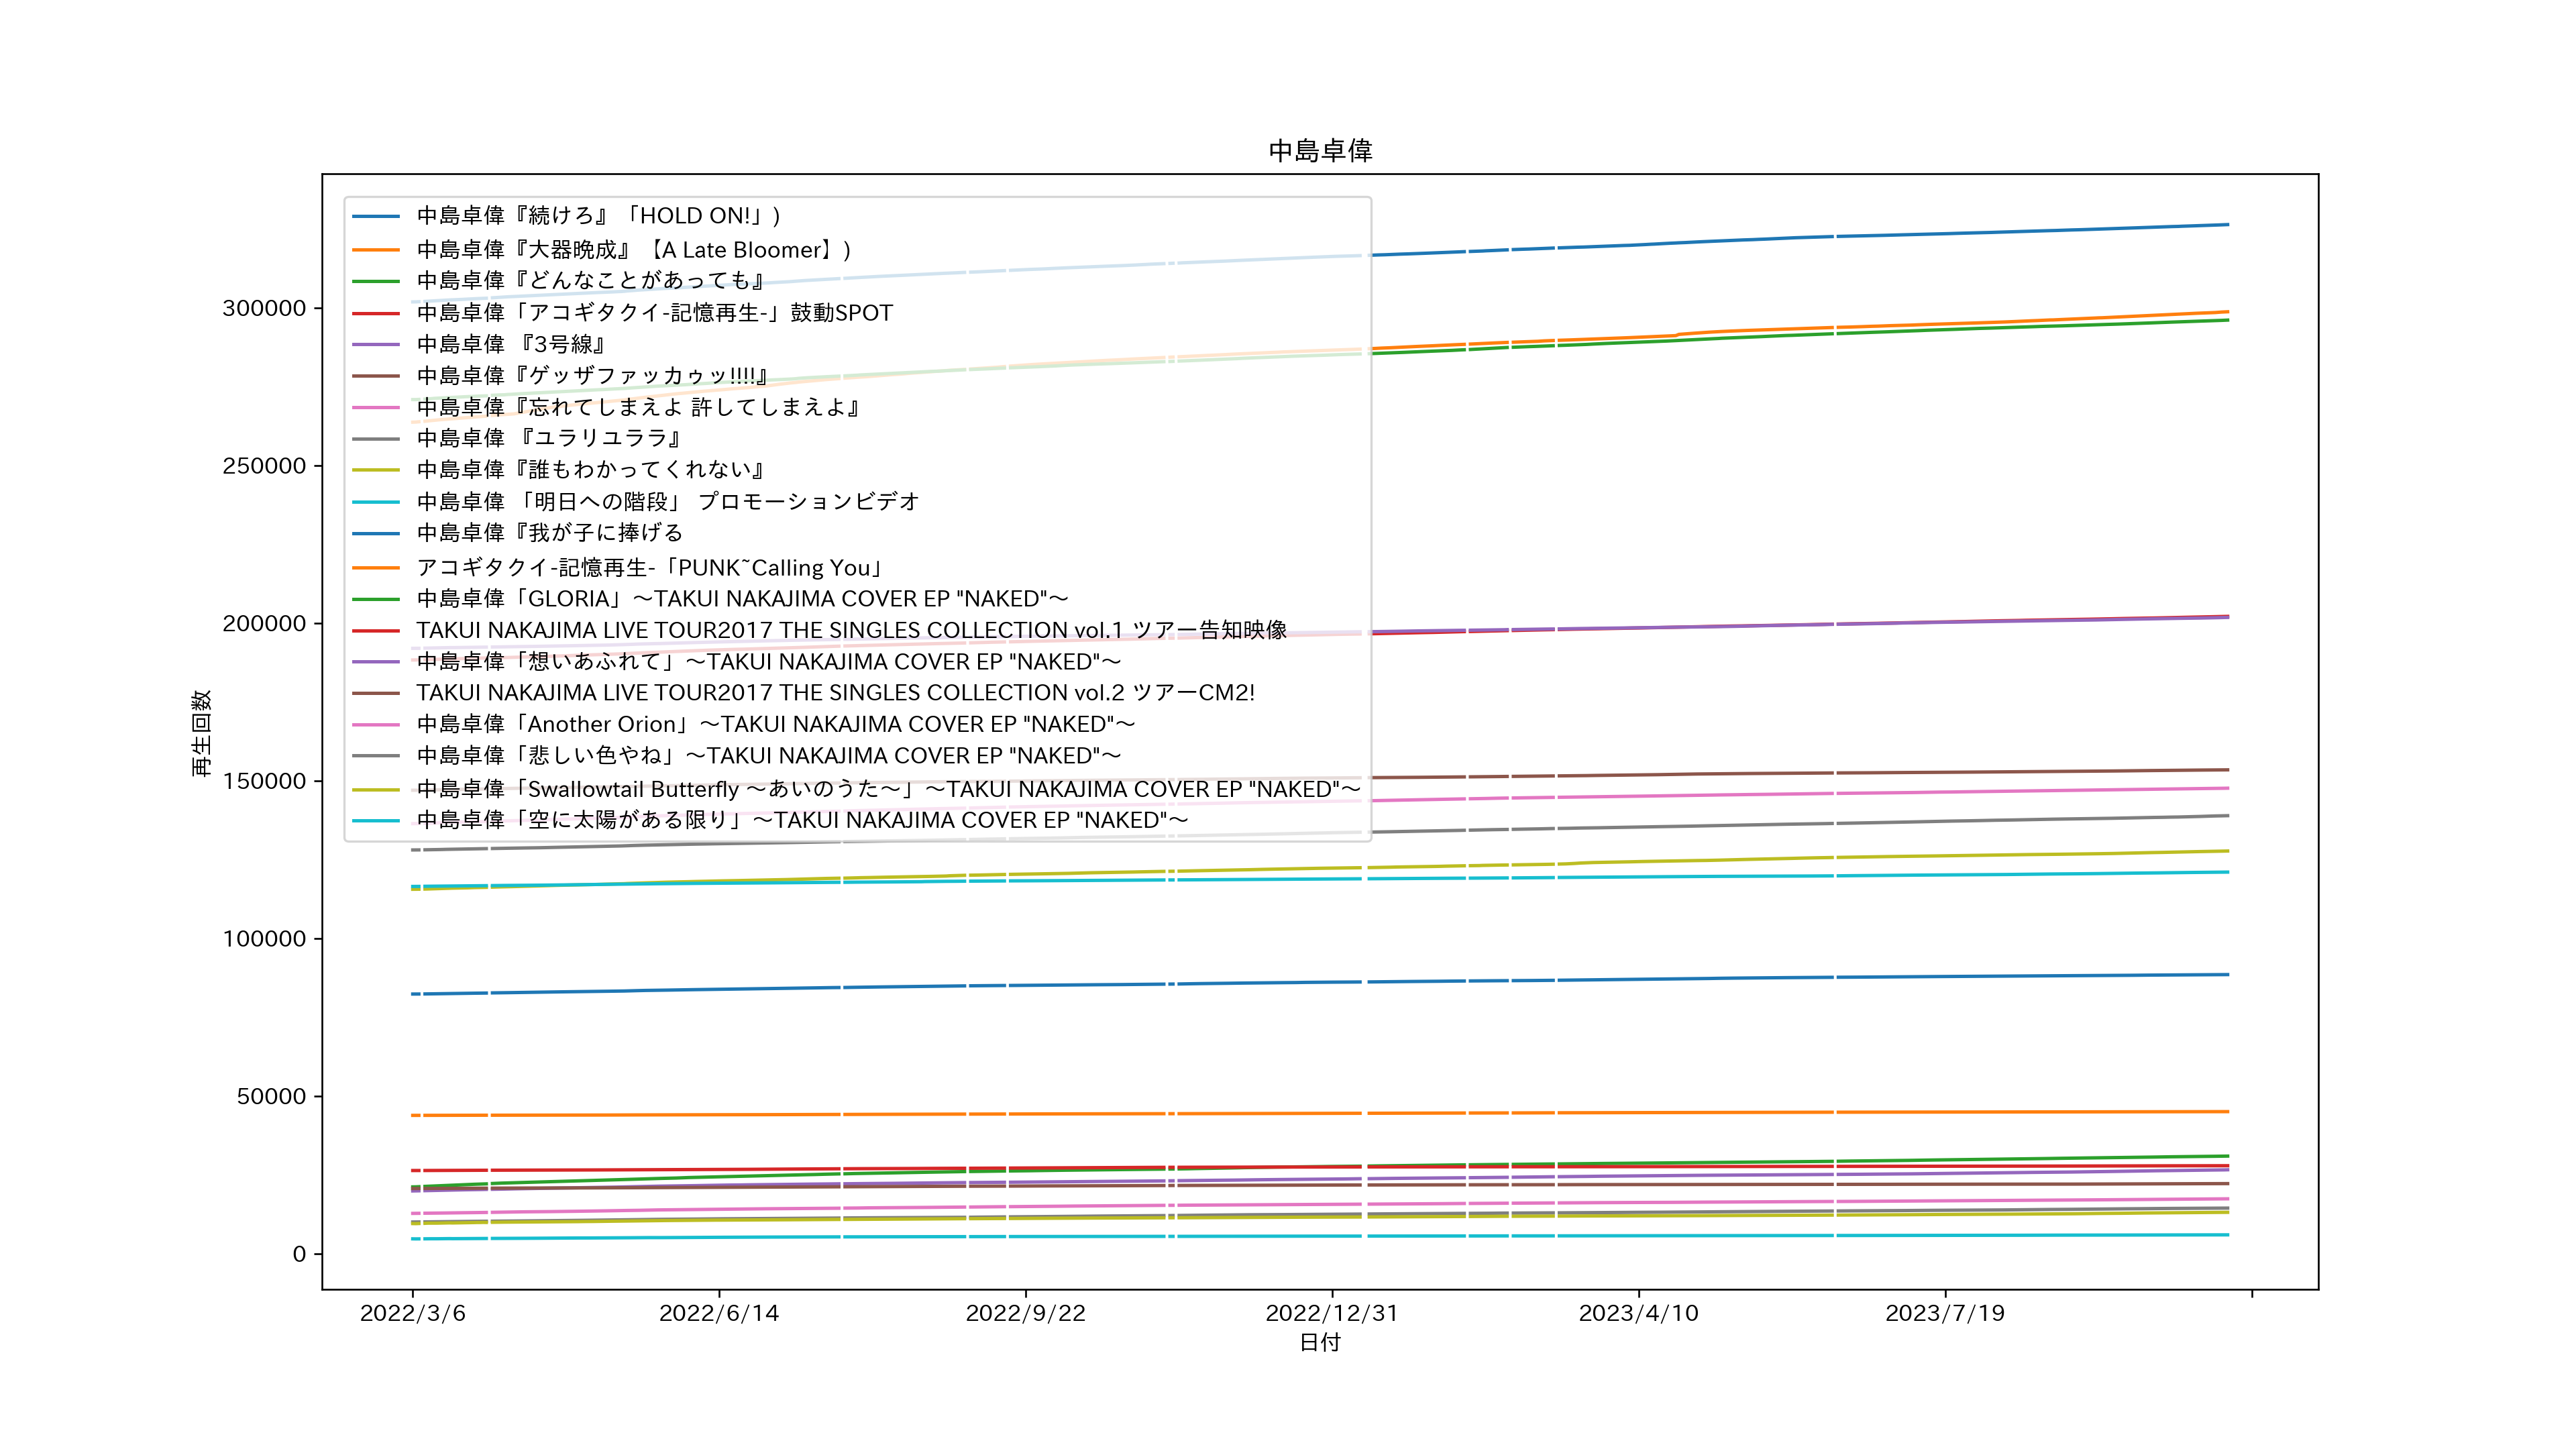 中島卓偉
中島卓偉『続けろ』「HOLD ON!」)
中島卓偉『大器晩成』【A Late Bloomer】)
中島卓偉『どんなことがあっても』
中島卓偉「アコギタクイ-記憶再生-」鼓動SPOT
中島卓偉 『3号線』
中島卓偉『ゲッザファッカゥッ!!!!』
中島卓偉『忘れてしまえよ 許してしまえよ』
中島卓偉 『ユラリユララ』
中島卓偉『誰もわかってくれない』
中島卓偉 「明日への階段」 プロモーションビデオ
中島卓偉『我が子に捧げる
アコギタクイ-記憶再生-「PUNK~Calling You」
中島卓偉「GLORIA」〜TAKUI NAKAJIMA COVER EP "NAKED"〜
TAKUI NAKAJIMA LIVE TOUR2017 THE SINGLES COLLECTION vol.1 ツアー告知映像
中島卓偉「想いあふれて」〜TAKUI NAKAJIMA COVER EP "NAKED"〜
TAKUI NAKAJIMA LIVE TOUR2017 THE SINGLES COLLECTION vol.2 ツアーCM2!
中島卓偉「Another Orion」〜TAKUI NAKAJIMA COVER EP "NAKED"〜
中島卓偉「悲しい色やね」〜TAKUI NAKAJIMA COVER EP "NAKED"〜
中島卓偉「Swallowtail Butterfly 〜あいのうた〜」〜TAKUI NAKAJIMA COVER EP "NAKED"〜
中島卓偉「空に太陽がある限り」〜TAKUI NAKAJIMA COVER EP "NAKED"〜
再生回数
300000
250000
200000
150000
100000
50000
0
2022/3/6
2022/6/14
2022/9/22
2022/12/31
2023/4/10
2023/7/19
日付